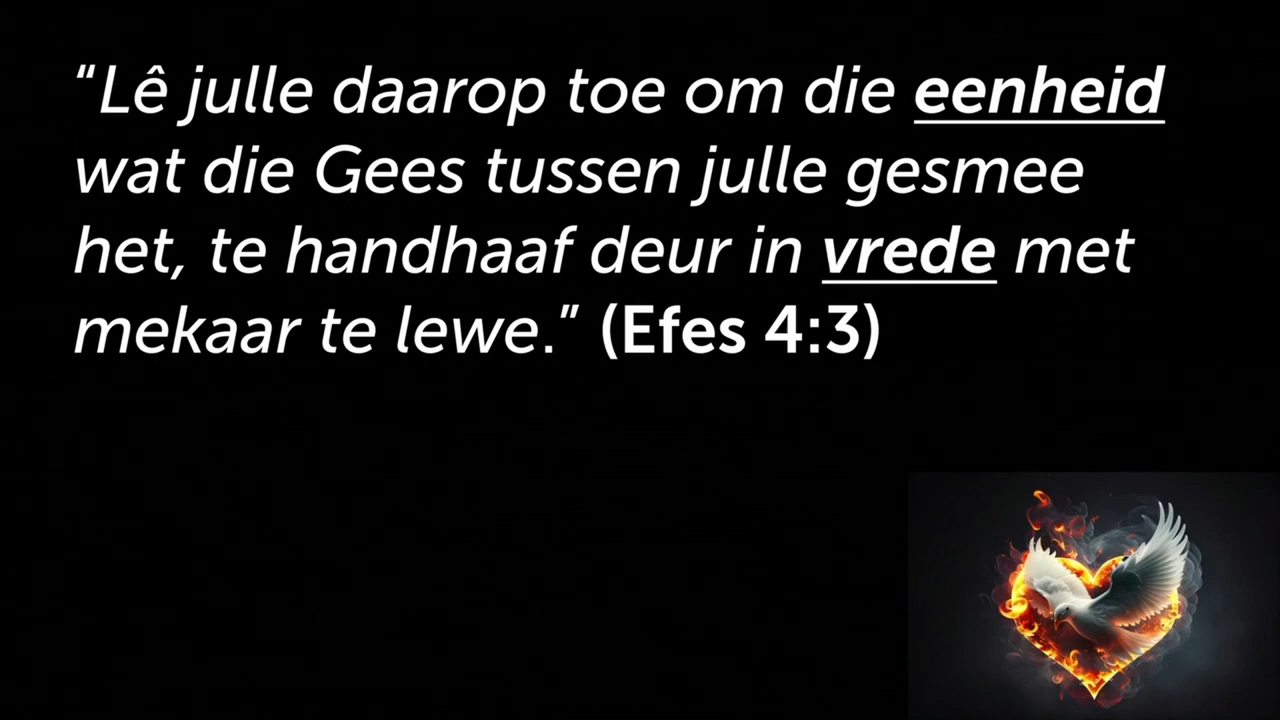 “Lê julle daarop toe om die eenheid
wat die Gees tussen julle gesmee
het, te handhaaf deur in vrede met
mekaar te lewe.” (Efes 4:3)